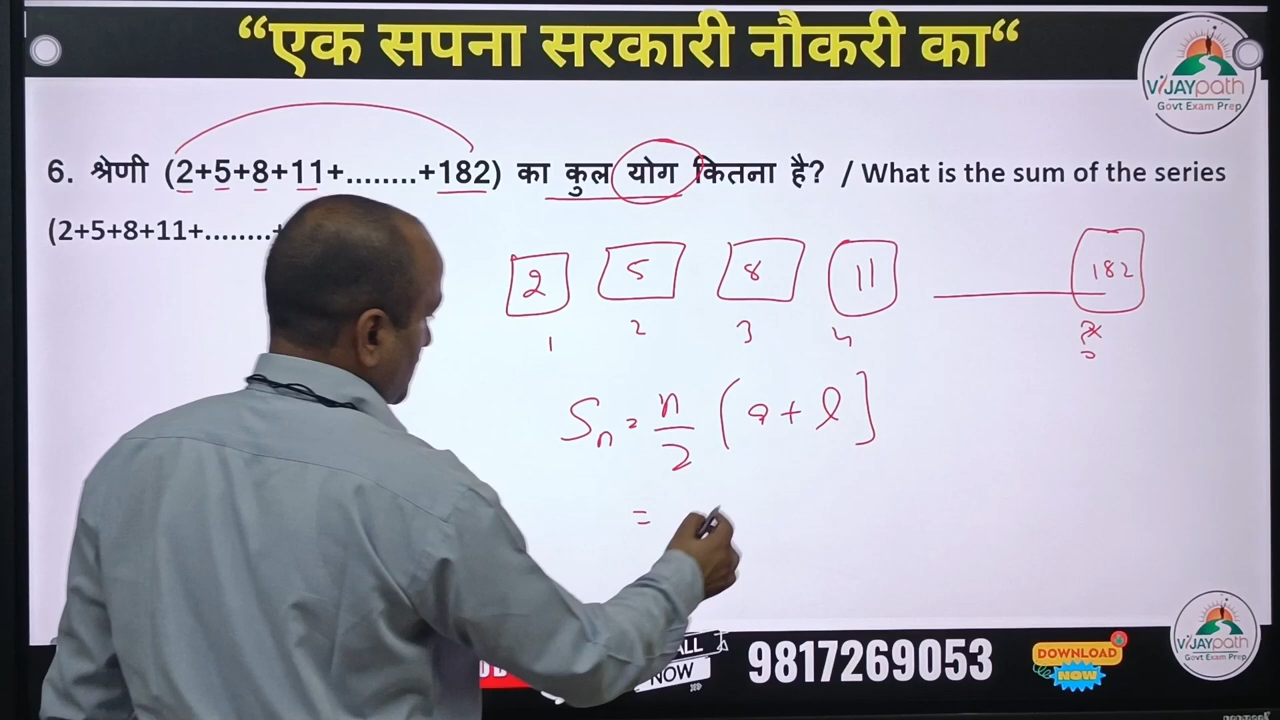 “एक सपना सरकारी नौकरी का“
VIJAYpath
Govt Exam Prep
6. श्रेणी (2+5+8+11+........+182) का कुल योग कितना है? / What is the sum of the series
(2+5+8+11+........+
2 5 8 11 182
1 2 3 4
Sn = n/2 (a + l]
=
ALL
NOW
9817269053
DOWNLOAD
NOW
VIJAYpath
Govt Exam Prep